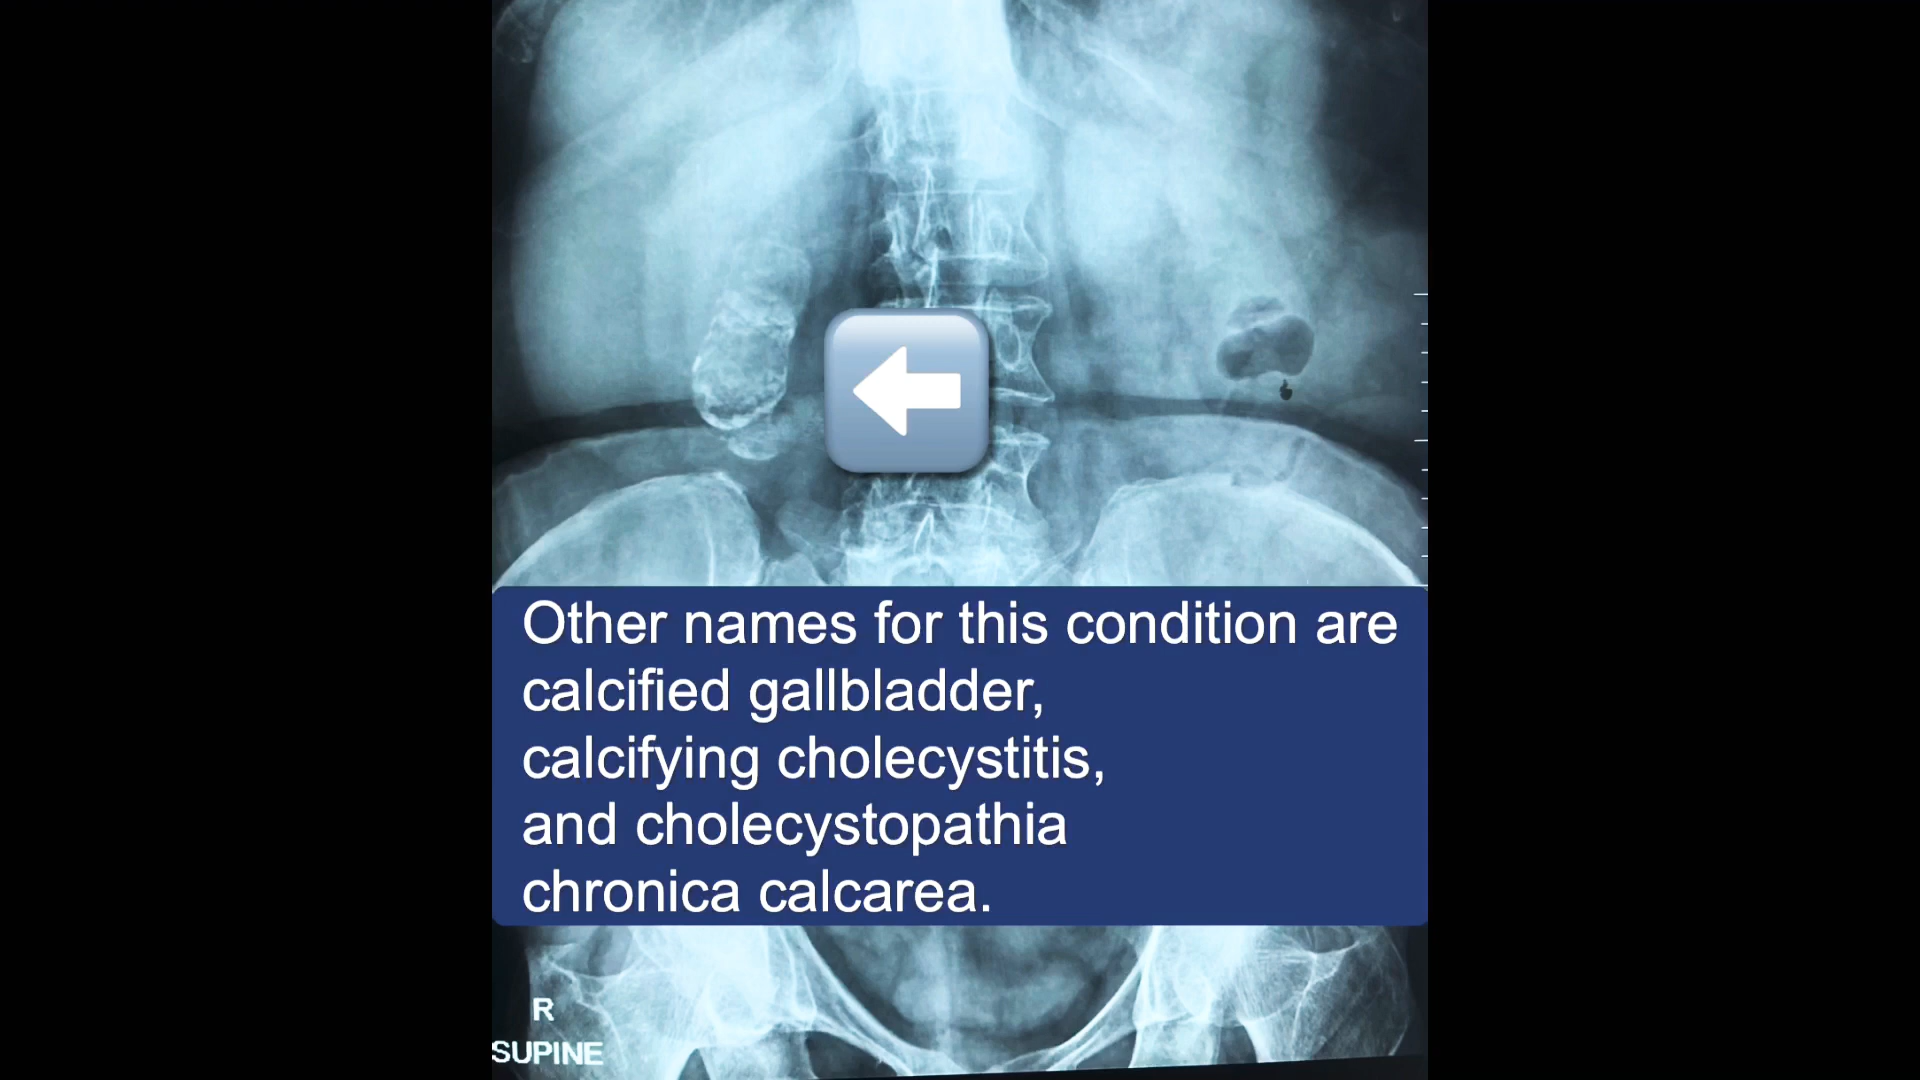 Other names for this condition are
calcified gallbladder,
calcifying cholecystitis,
and cholecystopathia
chronica calcarea.
R
SUPINE